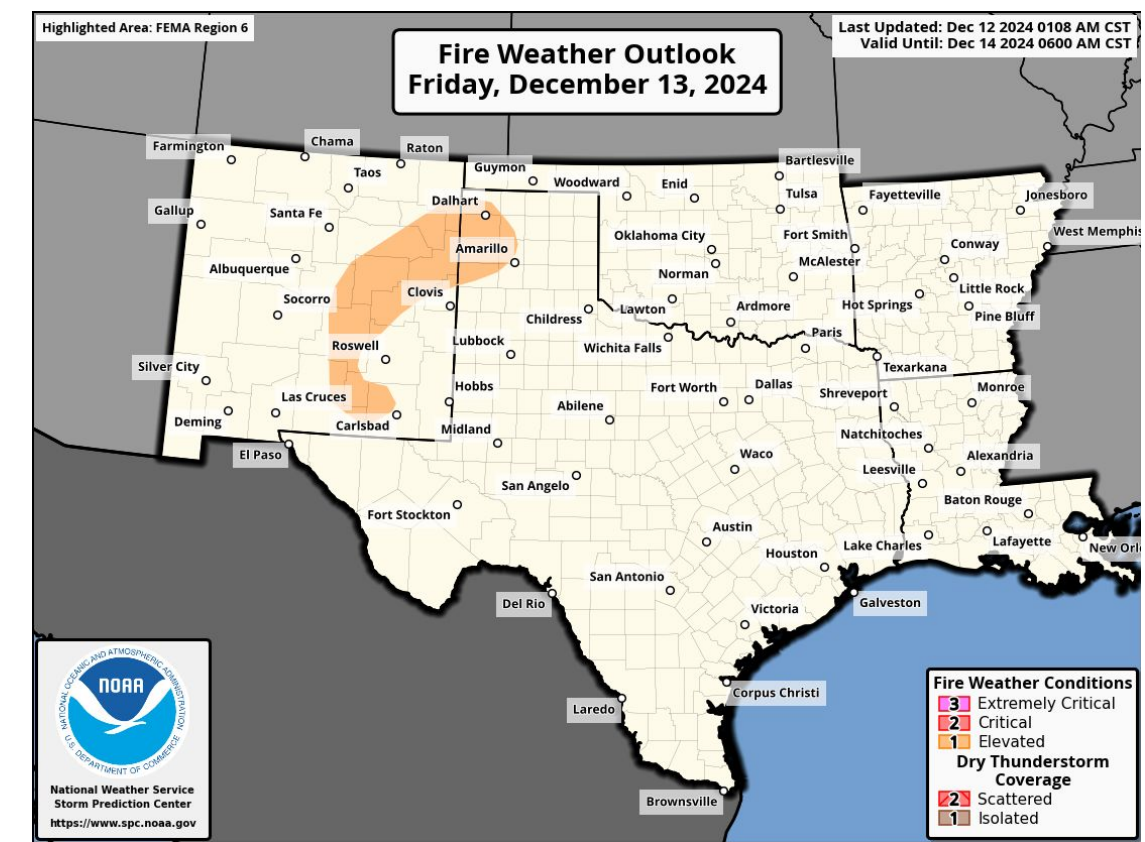 Highlighted Area: FEMA Region 6
Last Updated: Dec 12 2024 0108 AM CST
Valid Until: Dec 14 2024 0600 AM CST
Fire Weather Outlook
Friday, December 13, 2024
Farmington
Chama
Raton
Taos
Guymon
Woodward
Enid
Bartlesville
Tulsa
Fayetteville
Jonesboro
Gallup
Santa Fe
Dalhart
Amarillo
Oklahoma City
Fort Smith
West Memphis
Albuquerque
Norman
McAlester
Conway
Socorro
Clovis
Childress
Lawton
Ardmore
Hot Springs
Little Rock
Pine Bluff
Roswell
Lubbock
Wichita Falls
Paris
Texarkana
Silver City
Las Cruces
Hobbs
Fort Worth
Dallas
Shreveport
Monroe
Deming
Carlsbad
Midland
Abilene
Natchitoches
El Paso
Waco
Leesville
Alexandria
San Angelo
Fort Stockton
Austin
Baton Rouge
Houston
Lake Charles
Lafayette
New Orl
San Antonio
Del Rio
Victoria
Galveston
Laredo
Corpus Christi
Brownsville
NATIONAL OCEANIC AND ATMOSPHERIC ADMINISTRATION
NOAA
U.S. DEPARTMENT OF COMMERCE
National Weather Service
Storm Prediction Center
https://www.spc.noaa.gov
Fire Weather Conditions
3 Extremely Critical
2 Critical
1 Elevated
Dry Thunderstorm
Coverage
2 Scattered
1 Isolated